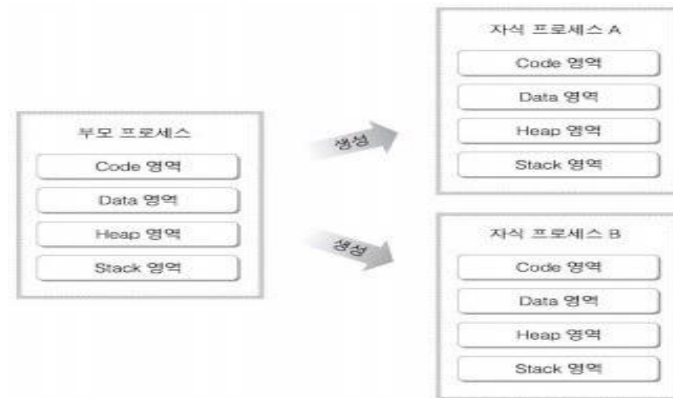 부모 프로세스
Code 영역
Data 영역
Heap 영역
Stack 영역
생성
생성
자식 프로세스 A
Code 영역
Data 영역
Heap 영역
Stack 영역
자식 프로세스 B
Code 영역
Data 영역
Heap 영역
Stack 영역